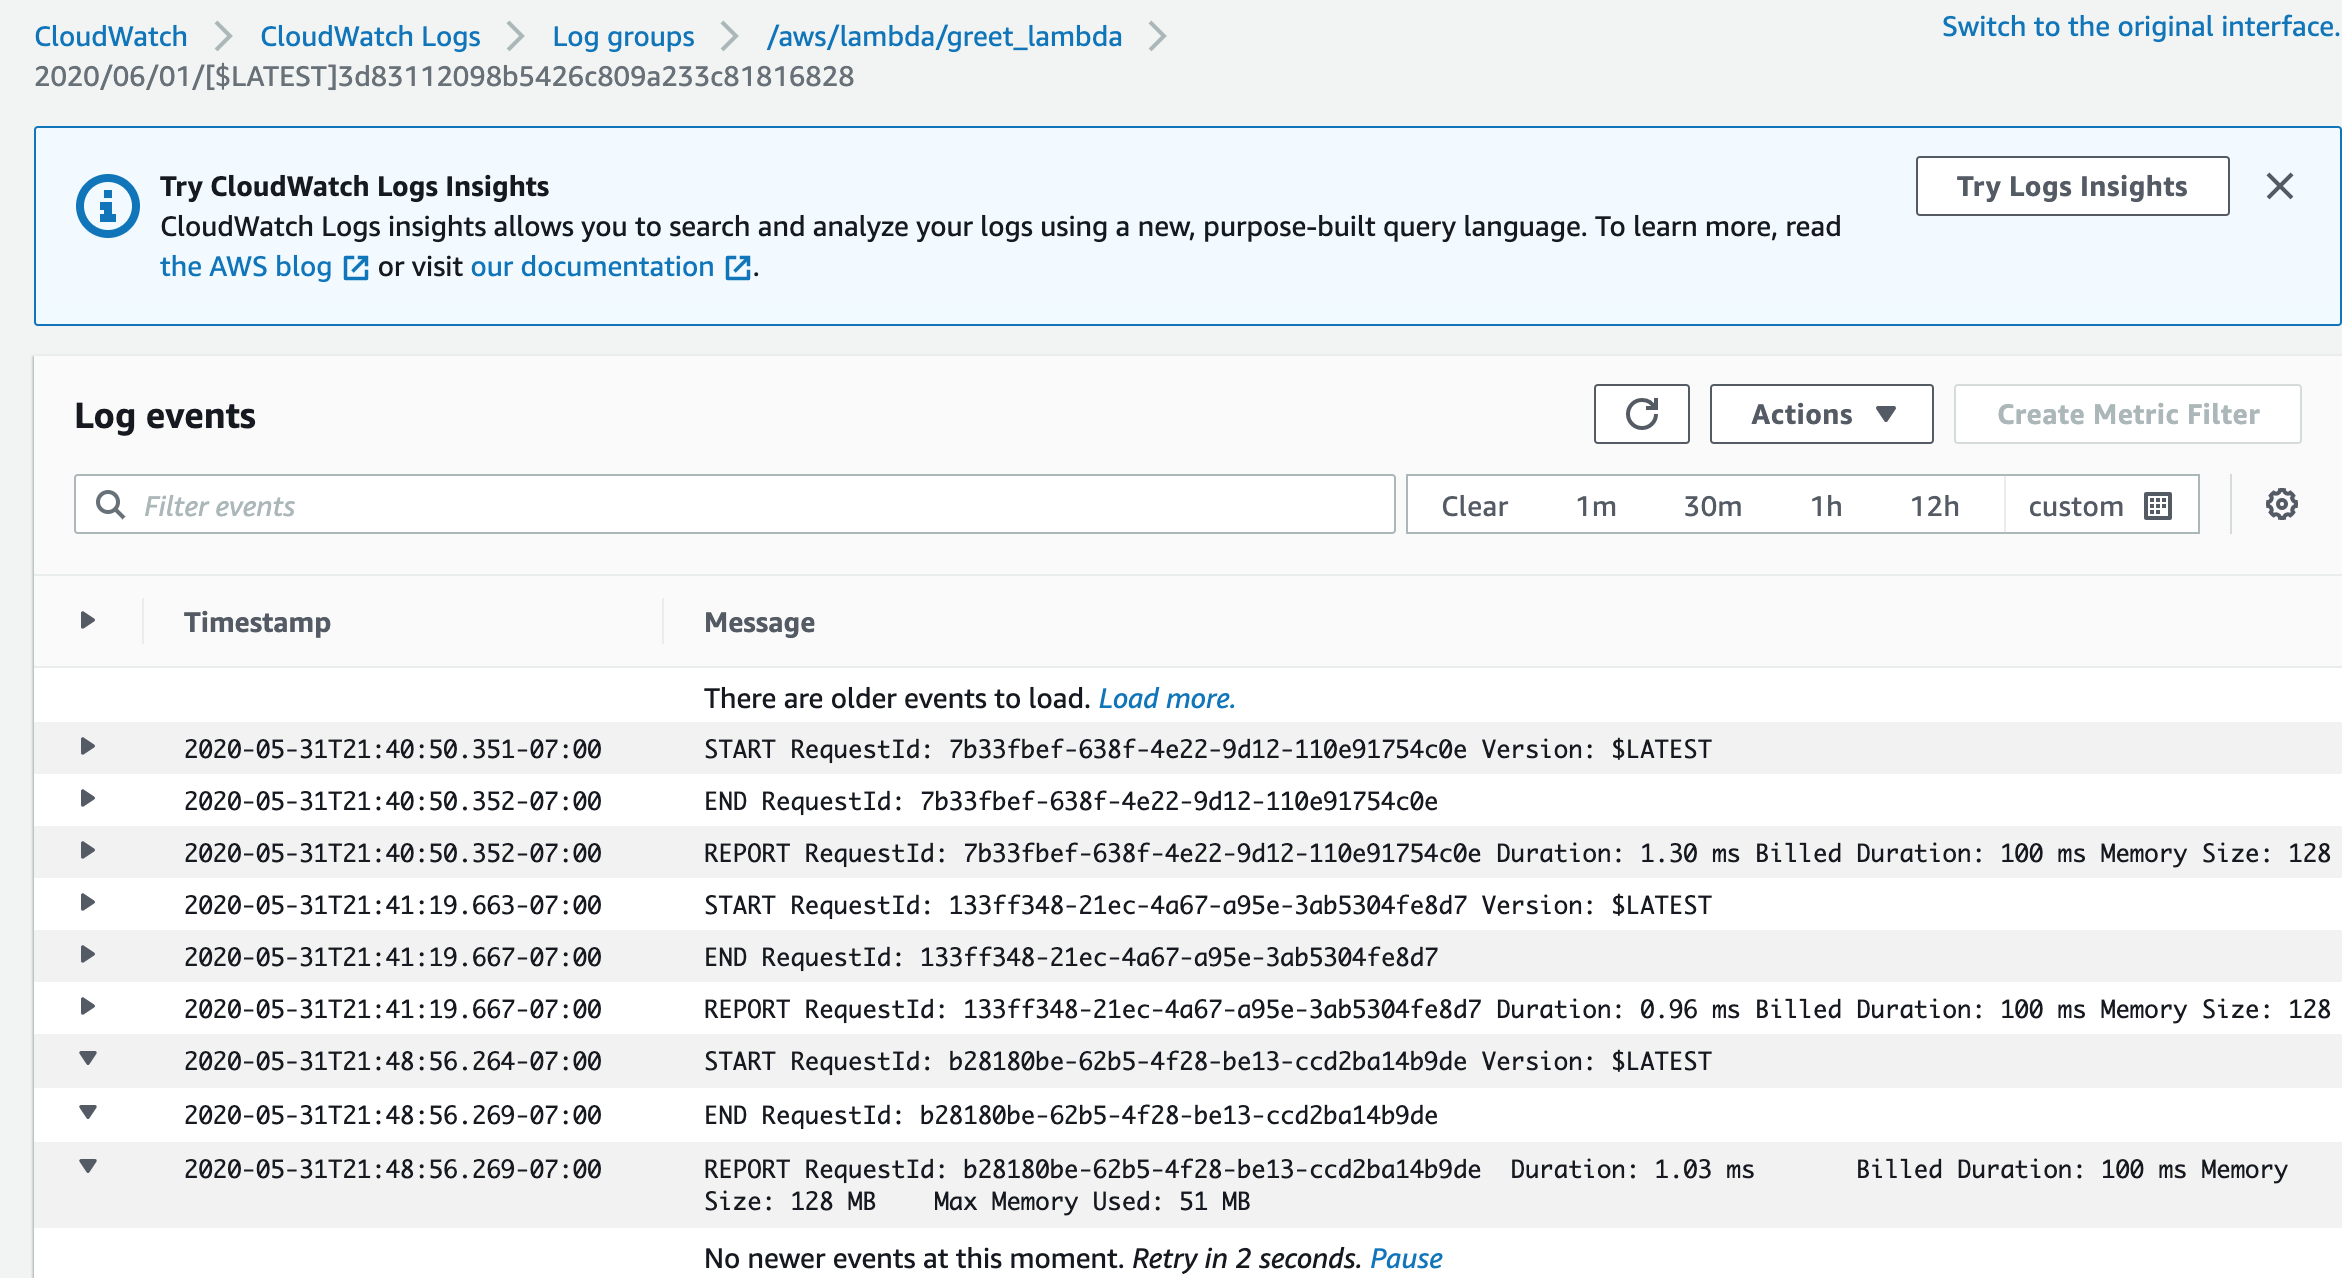 CloudWatch CloudWatch Logs Log groups /aws/lambda/greet_lambda
Switch to the original interface.
2020/06/01/[$LATEST]3d83112098b5426c809a233c81816828
Try CloudWatch Logs Insights
CloudWatch Logs insights allows you to search and analyze your logs using a new, purpose-built query language. To learn more, read
the AWS blog or visit our documentation .
Try Logs Insights
Log events
Actions
Create Metric Filter
Filter events
Clear 1m 30m 1h 12h custom
Timestamp Message
There are older events to load. Load more.
2020-05-31T21:40:50.351-07:00 START RequestId: 7b33fbef-638f-4e22-9d12-110e91754c0e Version: $LATEST
2020-05-31T21:40:50.352-07:00 END RequestId: 7b33fbef-638f-4e22-9d12-110e91754c0e
2020-05-31T21:40:50.352-07:00 REPORT RequestId: 7b33fbef-638f-4e22-9d12-110e91754c0e Duration: 1.30 ms Billed Duration: 100 ms Memory Size: 128
2020-05-31T21:41:19.663-07:00 START RequestId: 133ff348-21ec-4a67-a95e-3ab5304fe8d7 Version: $LATEST
2020-05-31T21:41:19.667-07:00 END RequestId: 133ff348-21ec-4a67-a95e-3ab5304fe8d7
2020-05-31T21:41:19.667-07:00 REPORT RequestId: 133ff348-21ec-4a67-a95e-3ab5304fe8d7 Duration: 0.96 ms Billed Duration: 100 ms Memory Size: 128
2020-05-31T21:48:56.264-07:00 START RequestId: b28180be-62b5-4f28-be13-ccd2ba14b9de Version: $LATEST
2020-05-31T21:48:56.269-07:00 END RequestId: b28180be-62b5-4f28-be13-ccd2ba14b9de
2020-05-31T21:48:56.269-07:00 REPORT RequestId: b28180be-62b5-4f28-be13-ccd2ba14b9de Duration: 1.03 ms Billed Duration: 100 ms Memory
Size: 128 MB Max Memory Used: 51 MB
No newer events at this moment. Retry in 2 seconds. Pause